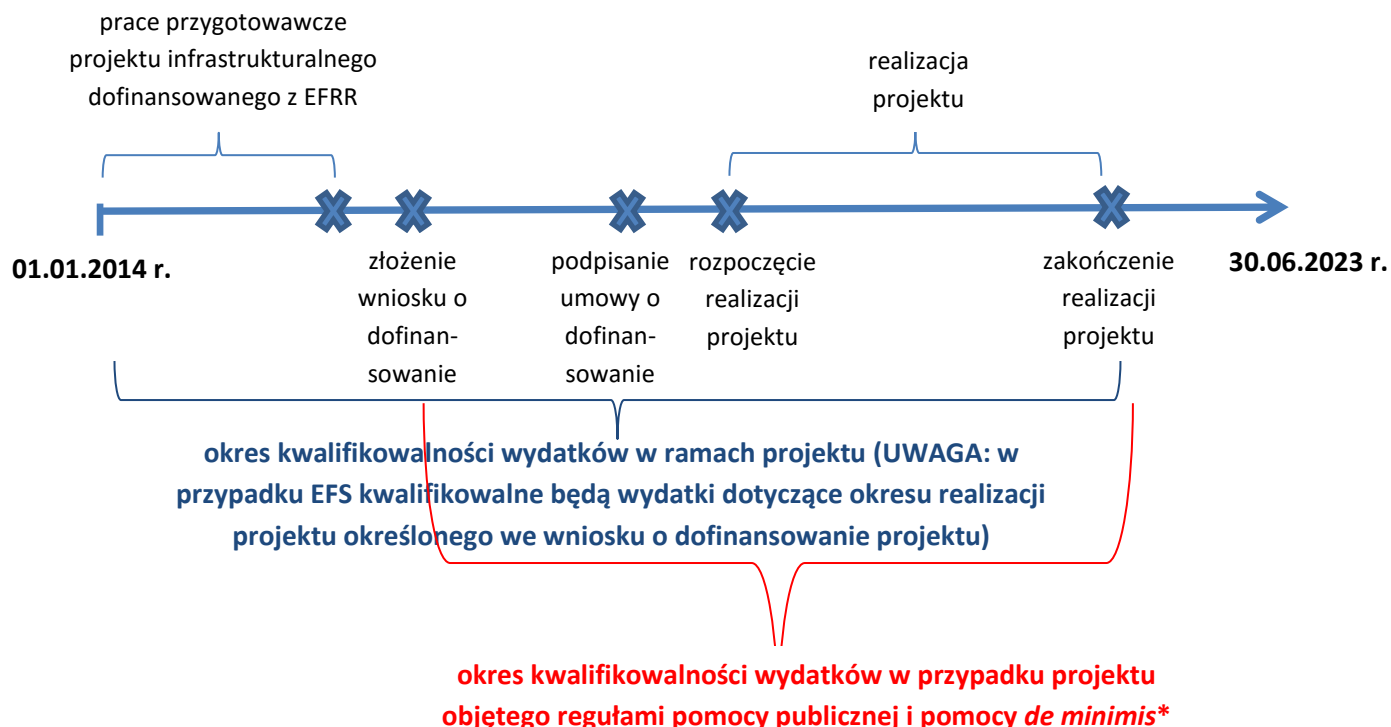 prace przygotowawcze
projektu infrastrukturalnego
dofinansowanego z EFRR
realizacja
projektu
01.01.2014 r.
złożenie
wniosku o
dofinan-
sowanie
podpisanie
umowy o
dofinan-
sowanie
rozpoczęcie
realizacji
projektu
zakończenie
realizacji
projektu
30.06.2023 r.
okres kwalifikowalności wydatków w ramach projektu (UWAGA: w
przypadku EFS kwalifikowalne będą wydatki dotyczące okresu realizacji
projektu określonego we wniosku o dofinansowanie projektu)
okres kwalifikowalności wydatków w przypadku projektu
objętego regułami pomocy publicznej i pomocy de minimis*